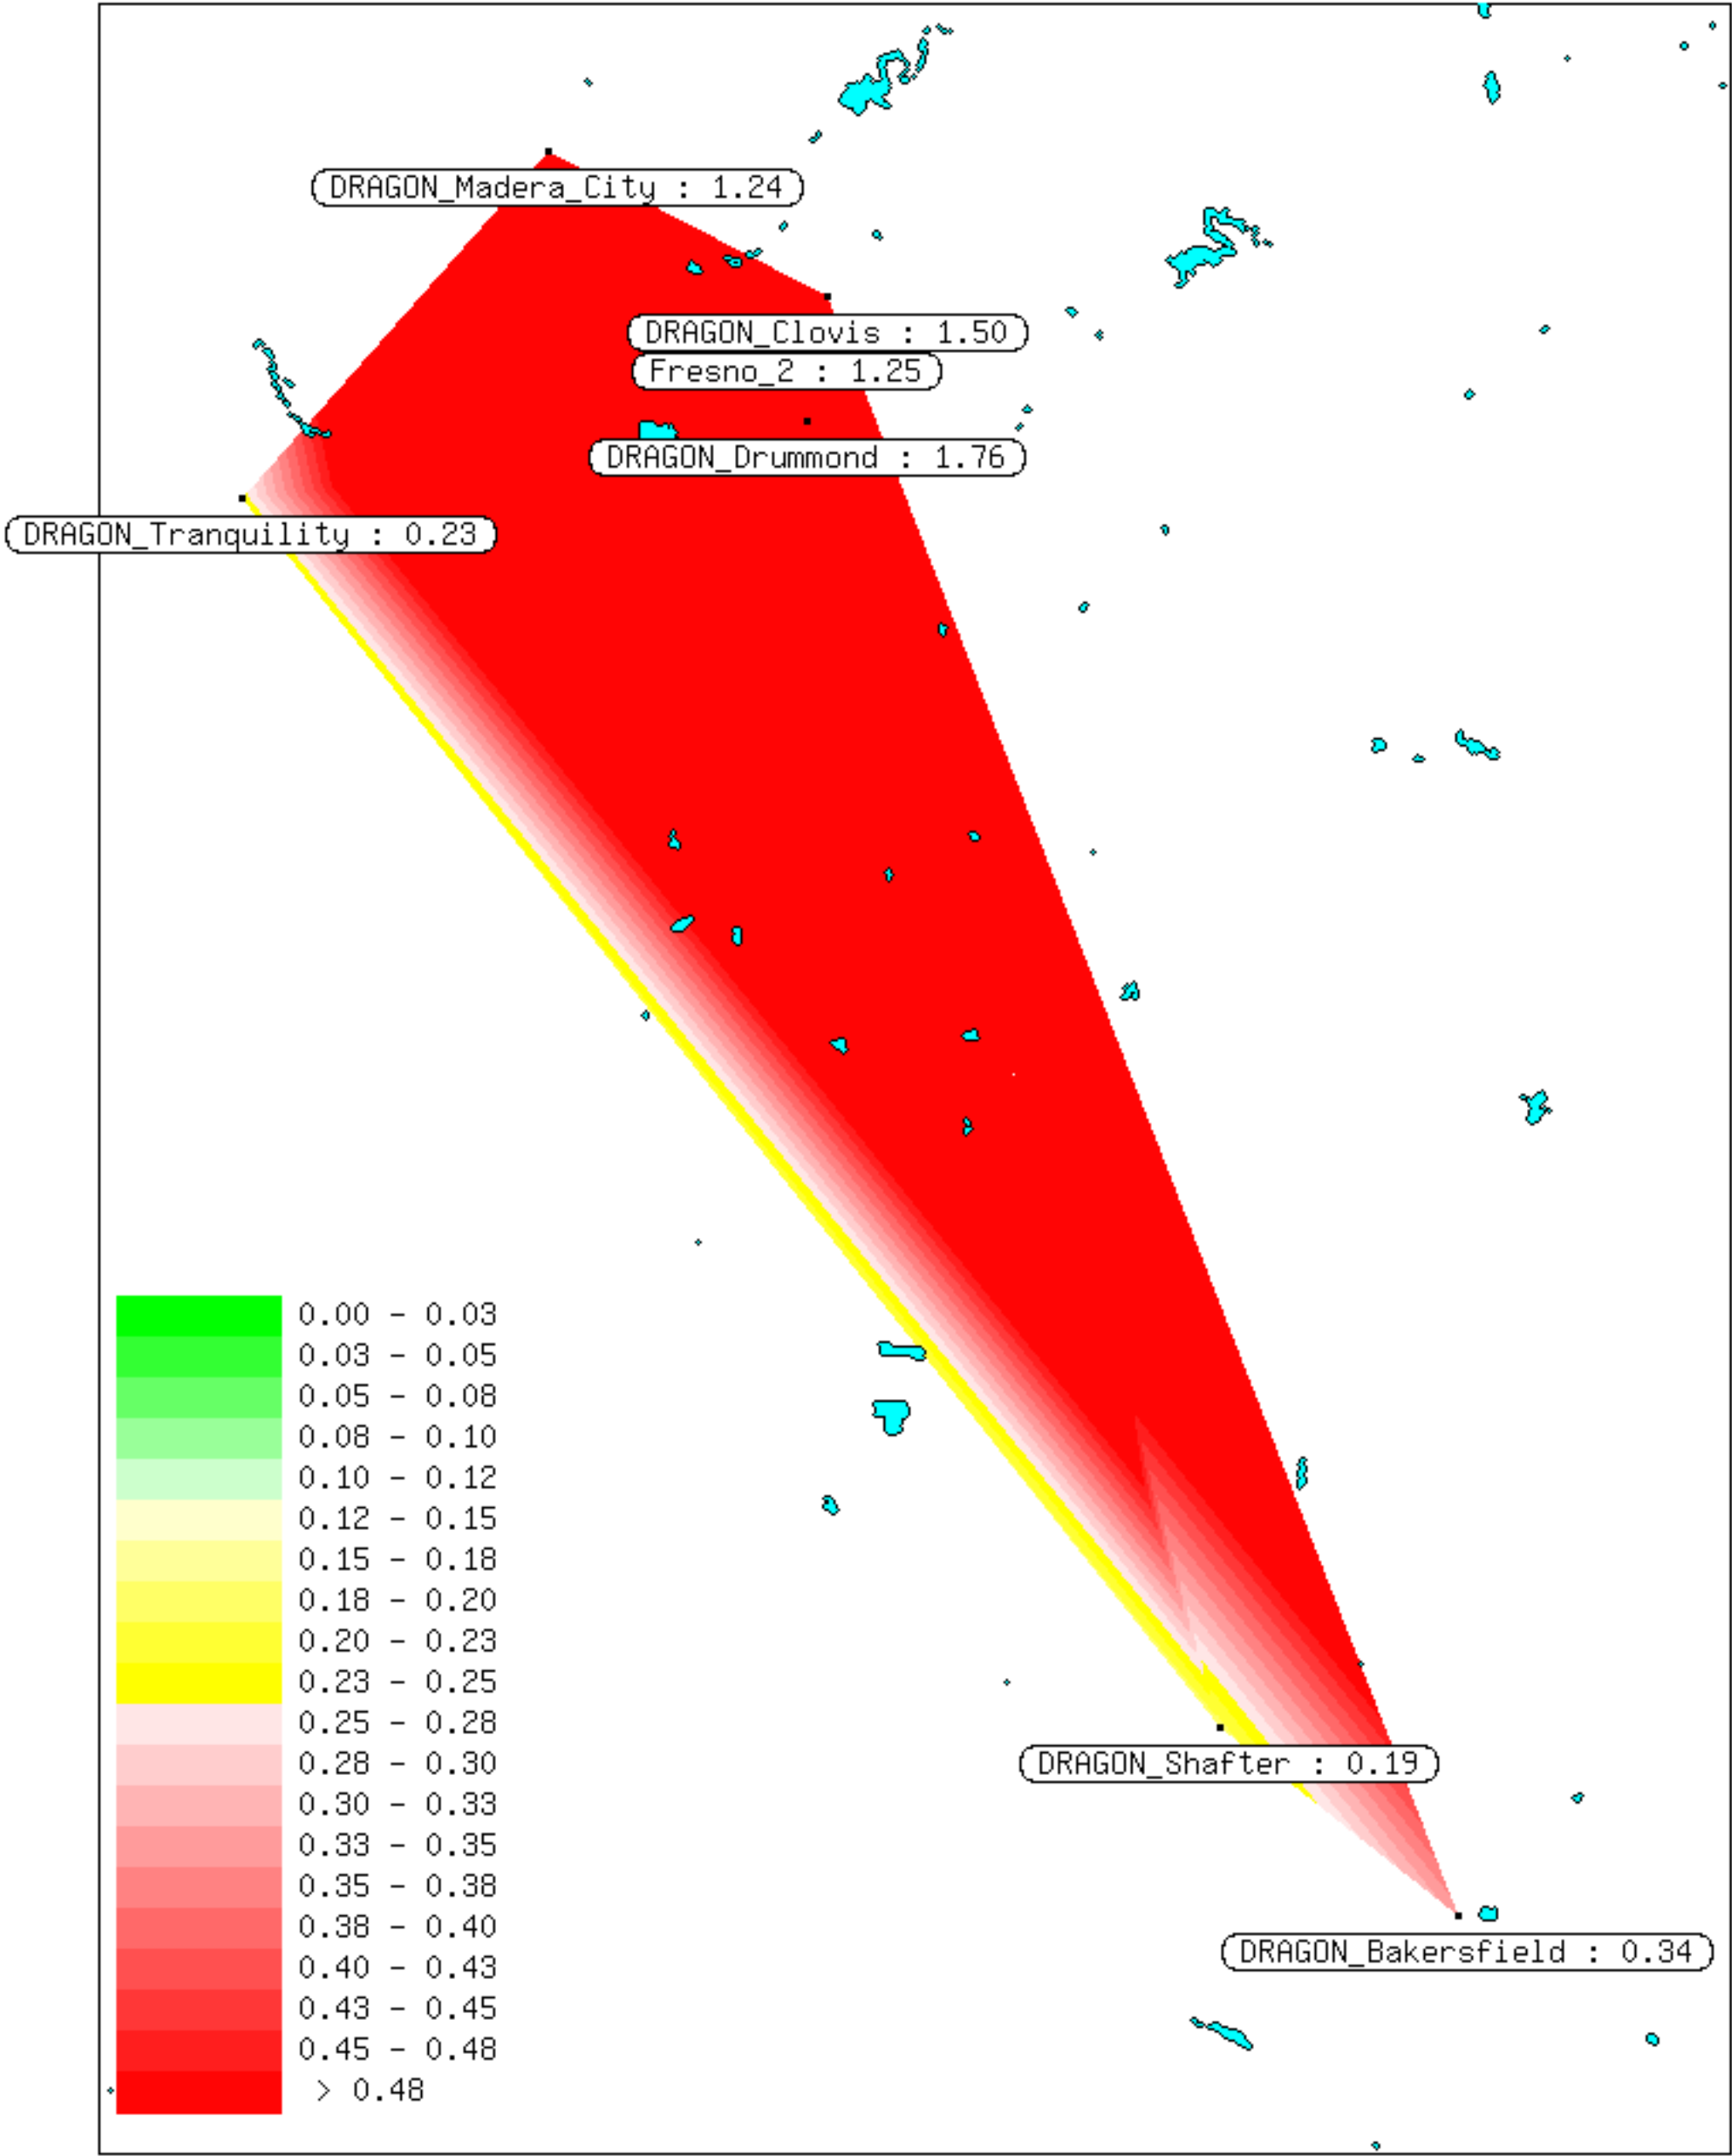 DRAGON_Madera_City : 1.24
DRAGON_Clovis : 1.50
Fresno_2 : 1.25
DRAGON_Drummond : 1.76
DRAGON_Tranquility : 0.23
0.00 - 0.03
0.03 - 0.05
0.05 - 0.08
0.08 - 0.10
0.10 - 0.12
0.12 - 0.15
0.15 - 0.18
0.18 - 0.20
0.20 - 0.23
0.23 - 0.25
0.25 - 0.28
0.28 - 0.30
0.30 - 0.33
0.33 - 0.35
0.35 - 0.38
0.38 - 0.40
0.40 - 0.43
0.43 - 0.45
0.45 - 0.48
> 0.48
DRAGON_Shafter : 0.19
DRAGON_Bakersfield : 0.34